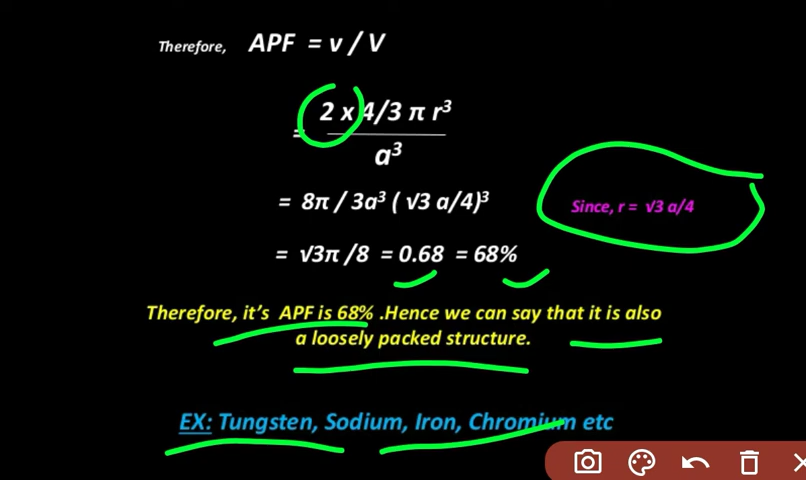 Therefore, APF = v / V
2 x 4/3 π r³
=
a³
= 8π / 3a³ ( √3 a/4)³
Since, r = √3 a/4
= √3π /8 = 0.68 = 68%
Therefore, it's APF is 68% .Hence we can say that it is also
a loosely packed structure.
EX: Tungsten, Sodium, Iron, Chromium etc